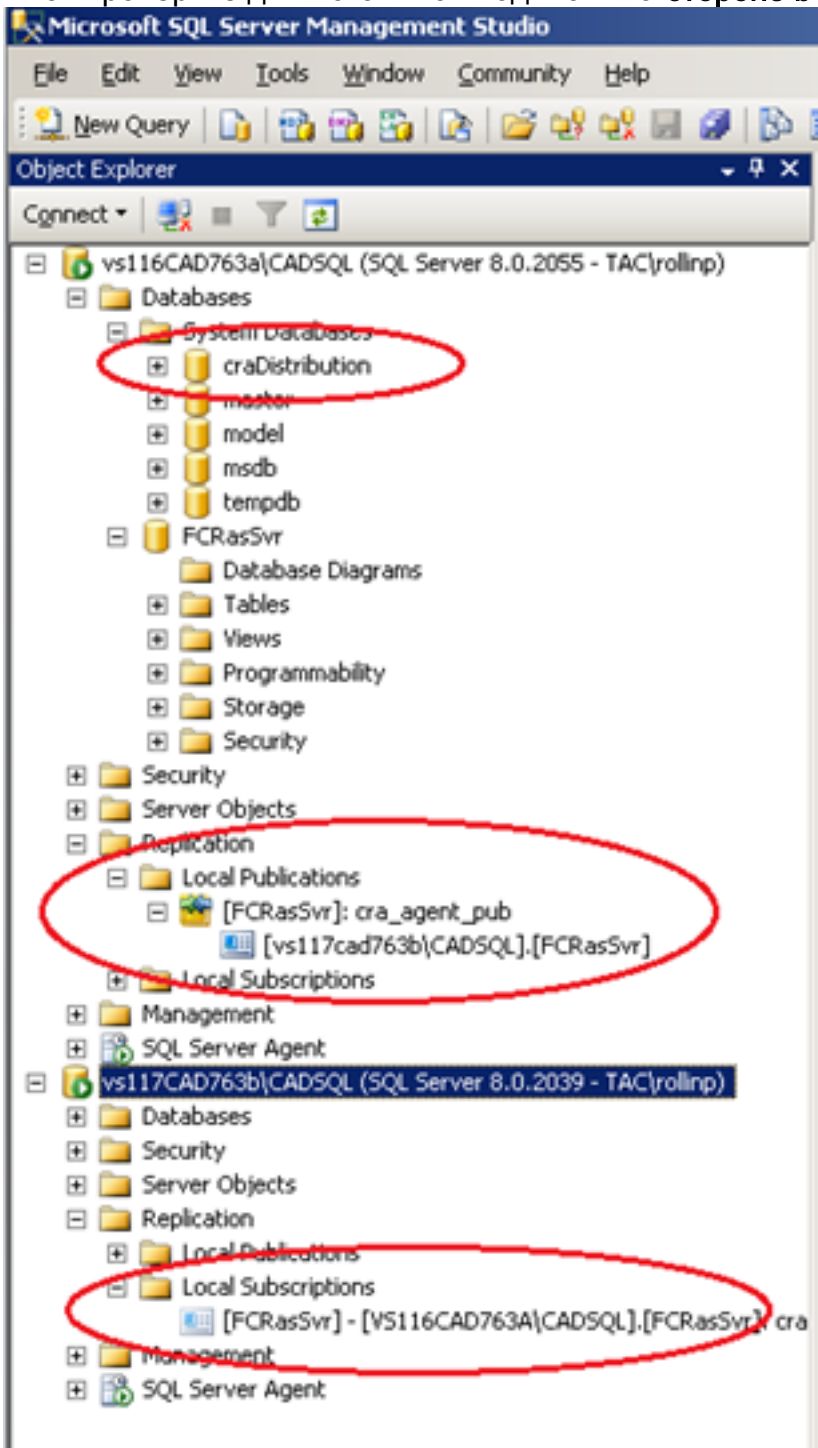 стороне b
Microsoft SQL Server Management Studio
File Edit View Tools Window Community Help
New Query
Object Explorer
Connect
vs116CAD763a\CADSQL (SQL Server 8.0.2055 - TAC\rollinp)
Databases
System Databases
craDistribution
master
model
msdb
tempdb
FCRasSvr
Database Diagrams
Tables
Views
Programmability
Storage
Security
Security
Server Objects
Replication
Local Publications
[FCRasSvr]: cra_agent_pub
[vs117cad763b\CADSQL].[FCRasSvr]
Local Subscriptions
Management
SQL Server Agent
vs117CAD763b\CADSQL (SQL Server 8.0.2039 - TAC\rollinp)
Databases
Security
Server Objects
Replication
Local Publications
Local Subscriptions
[FCRasSvr] - [VS116CAD763A\CADSQL].[FCRasSvr]: cra
Management
SQL Server Agent